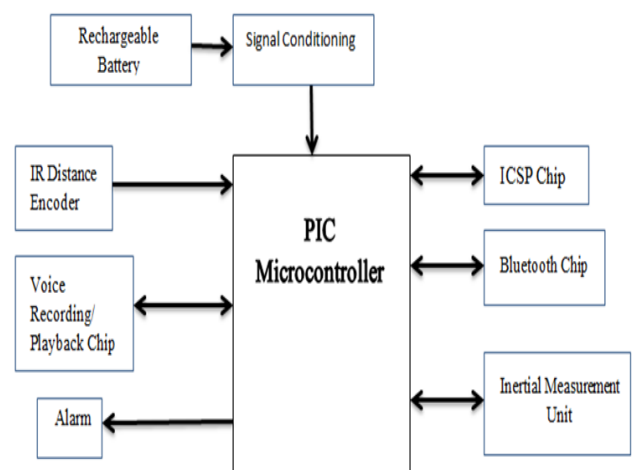 Rechargeable
Battery
Signal Conditioning
IR Distance
Encoder
PIC
Microcontroller
ICSP Chip
Voice
Recording/
Playback Chip
Bluetooth Chip
Alarm
Inertial Measurement
Unit